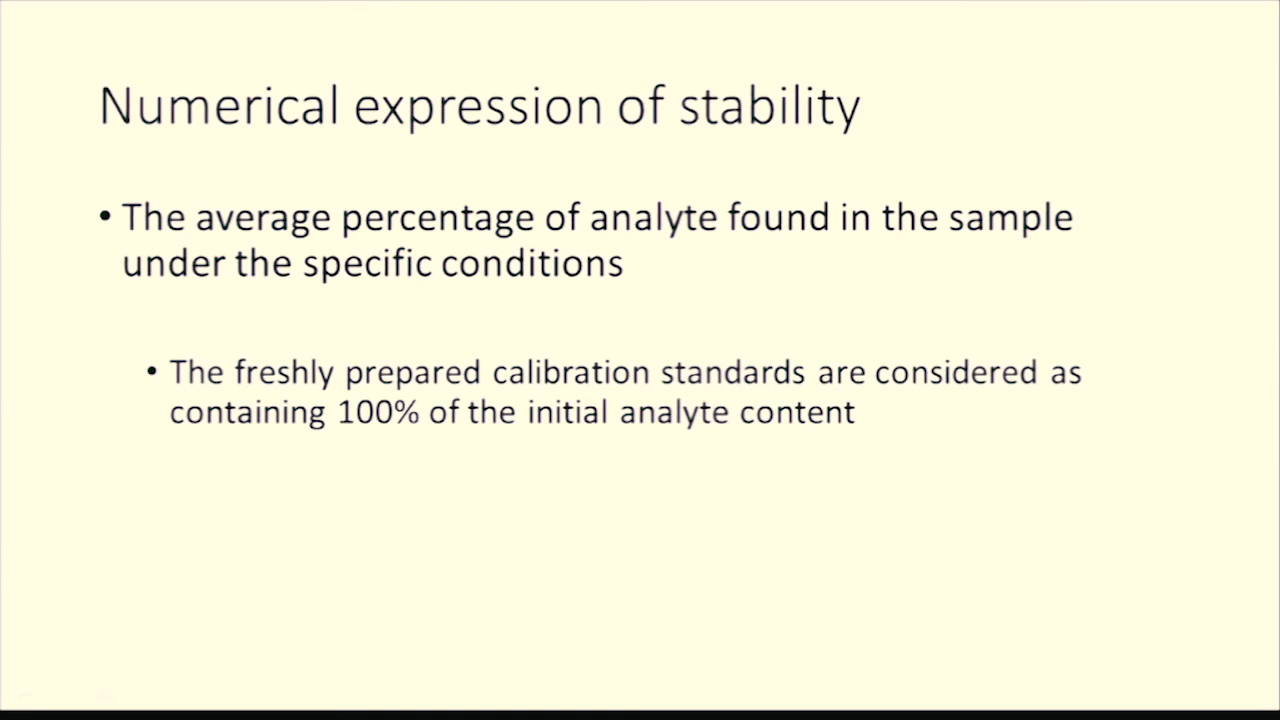 Numerical expression of stability
• The average percentage of analyte found in the sample
under the specific conditions
• The freshly prepared calibration standards are considered as
containing 100% of the initial analyte content